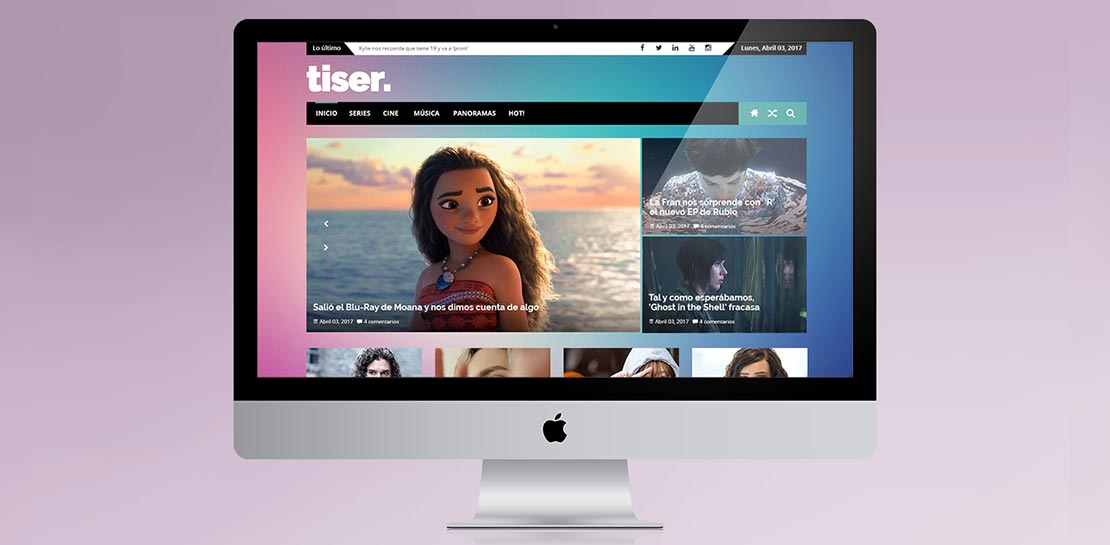 Lo último
Kylie nos recuerda que tiene 19 y va a 'prom'
Lunes, Abril 03, 2017
tiser.
INICIO SERIES CINE MÚSICA PANORAMAS HOT!
La Fran nos sorprende con 'R'
el nuevo EP de Rubio
Abril 03, 2017 4 comentarios
Salió el Blu-Ray de Moana y nos dimos cuenta de algo
Abril 03, 2017 4 comentarios
Tal y como esperábamos,
'Ghost in the Shell' fracasa
Abril 03, 2017 4 comentarios